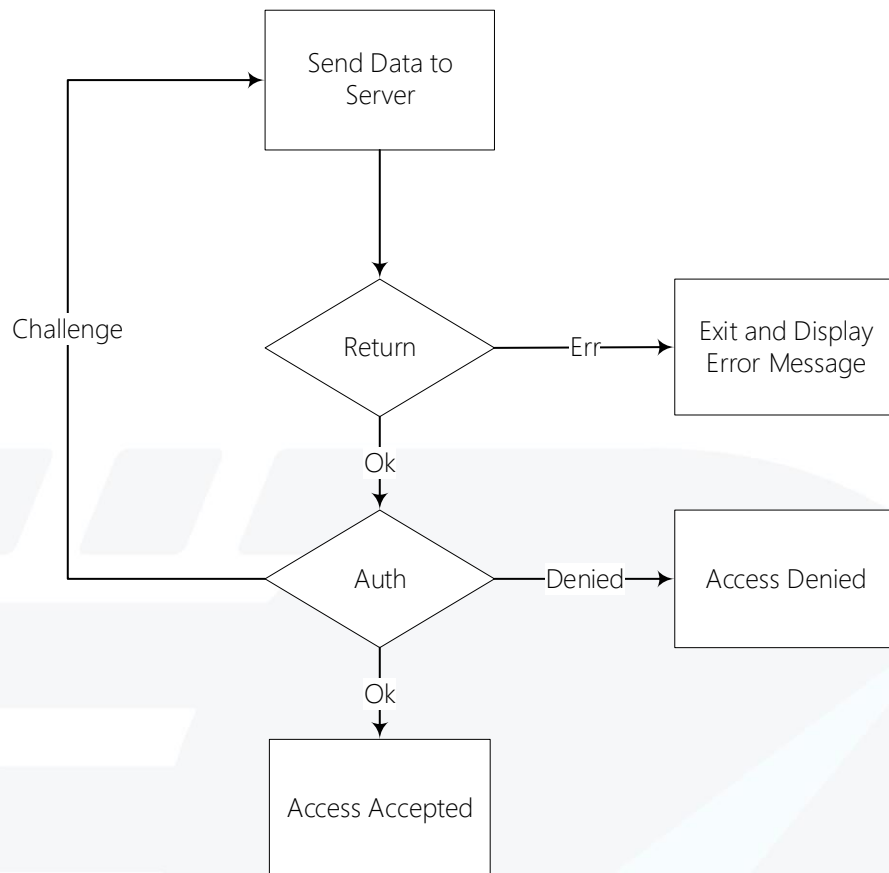 Send Data to
Server
Challenge
Return
Err
Exit and Display
Error Message
Ok
Auth
Denied
Access Denied
Ok
Access Accepted